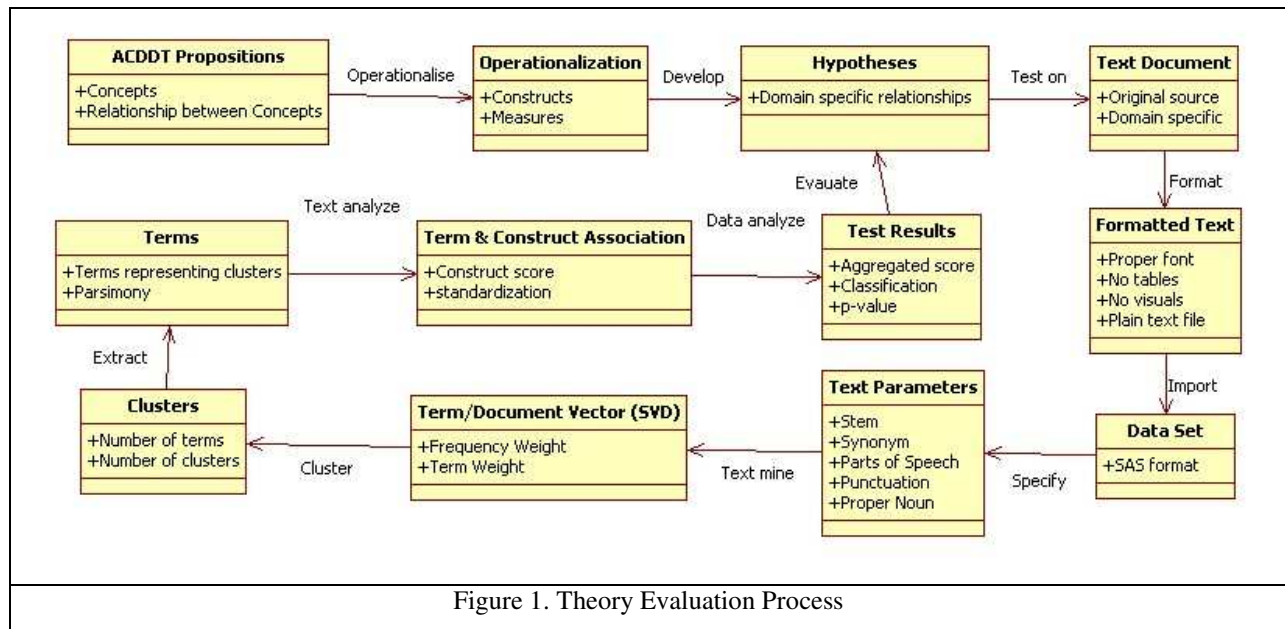 ACDDT Propositions
+Concepts
+Relationship between Concepts
Operationalise
Operationalization
+Constructs
+Measures
Develop
Hypotheses
+Domain specific relationships
Test on
Text Document
+Original source
+Domain specific
Format
Formatted Text
+Proper font
+No tables
+No visuals
+Plain text file
Import
Data Set
+SAS format
Specify
Text Parameters
+Stem
+Synonym
+Parts of Speech
+Punctuation
+Proper Noun
Text mine
Term/Document Vector (SVD)
+Frequency Weight
+Term Weight
Cluster
Clusters
+Number of terms
+Number of clusters
Extract
Terms
+Terms representing clusters
+Parsimony
Text analyze
Term & Construct Association
+Construct score
+standardization
Data analyze
Test Results
+Aggregated score
+Classification
+p-value
Evauate
Figure 1. Theory Evaluation Process